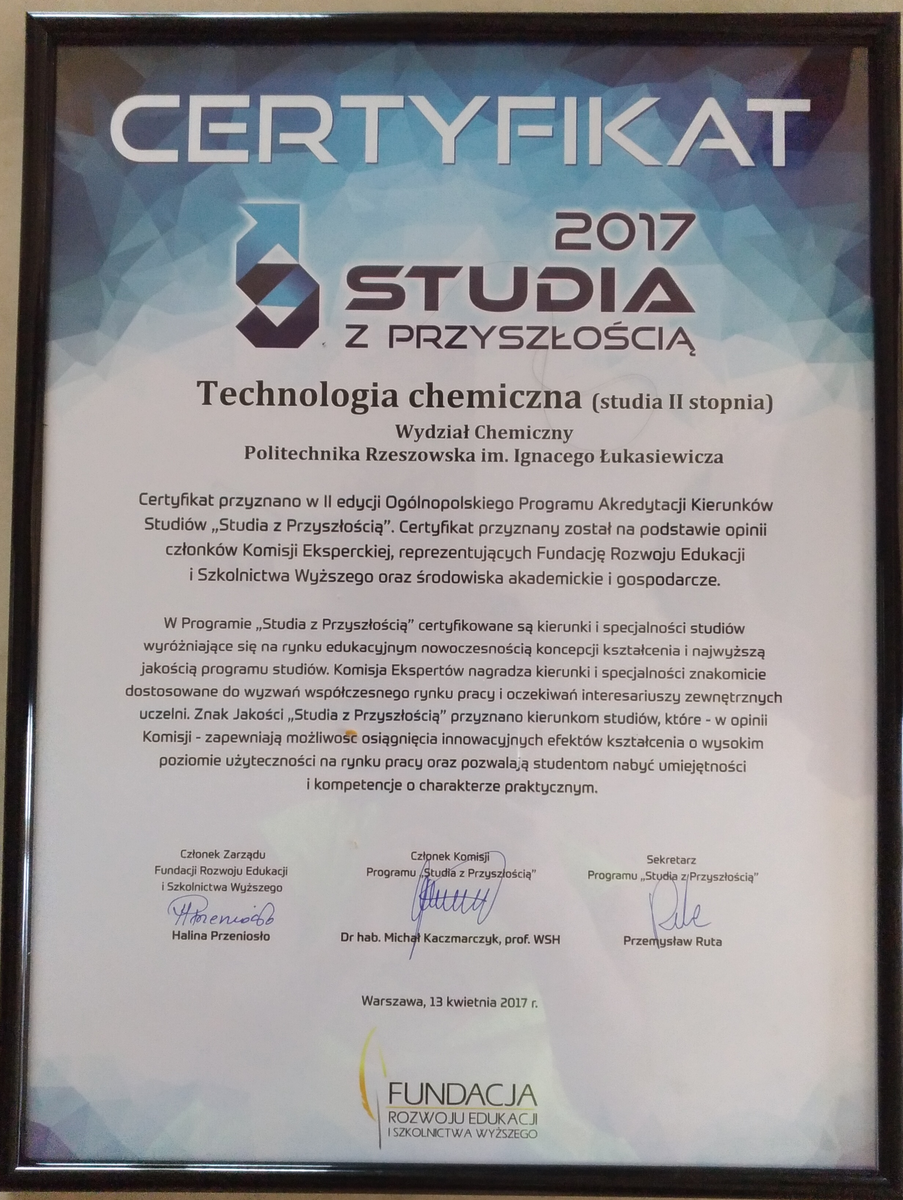 CERTYFIKAT
2017
STUDIA
Z PRZYSZŁOŚCIĄ
Technologia chemiczna (studia II stopnia)
Wydział Chemiczny
Politechnika Rzeszowska im. Ignacego Łukasiewicza
Certyfikat przyznano w II edycji Ogólnopolskiego Programu Akredytacji Kierunków
Studiów „Studia z Przyszłością”. Certyfikat przyznany został na podstawie opinii
członków Komisji Eksperckiej, reprezentujących Fundację Rozwoju Edukacji
i Szkolnictwa Wyższego oraz środowiska akademickie i gospodarcze.
W Programie „Studia z Przyszłością” certyfikowane są kierunki i specjalności studiów
wyróżniające się na rynku edukacyjnym nowoczesnością koncepcji kształcenia i najwyższą
jakością programu studiów. Komisja Ekspertów nagradza kierunki i specjalności znakomicie
dostosowane do wyzwań współczesnego rynku pracy i oczekiwań interesariuszy zewnętrznych
uczelni. Znak Jakości „Studia z Przyszłością” przyznano kierunkom studiów, które - w opinii
Komisji - zapewniają możliwość osiągnięcia innowacyjnych efektów kształcenia o wysokim
poziomie użyteczności na rynku pracy oraz pozwalają studentom nabyć umiejętności
i kompetencje o charakterze praktycznym.
Członek Zarządu
Fundacji Rozwoju Edukacji
i Szkolnictwa Wyższego
HPrzeniosło
Halina Przeniosło
Członek Komisji
Programu „Studia z Przyszłością”
Dr hab. Michał Kaczmarczyk, prof. WSH
Sekretarz
Programu „Studia z Przyszłością”
Przemysław Ruta
Warszawa, 13 kwietnia 2017 r.
FUNDACJA
ROZWOJU EDUKACJI
I SZKOLNICTWA WYŻSZEGO